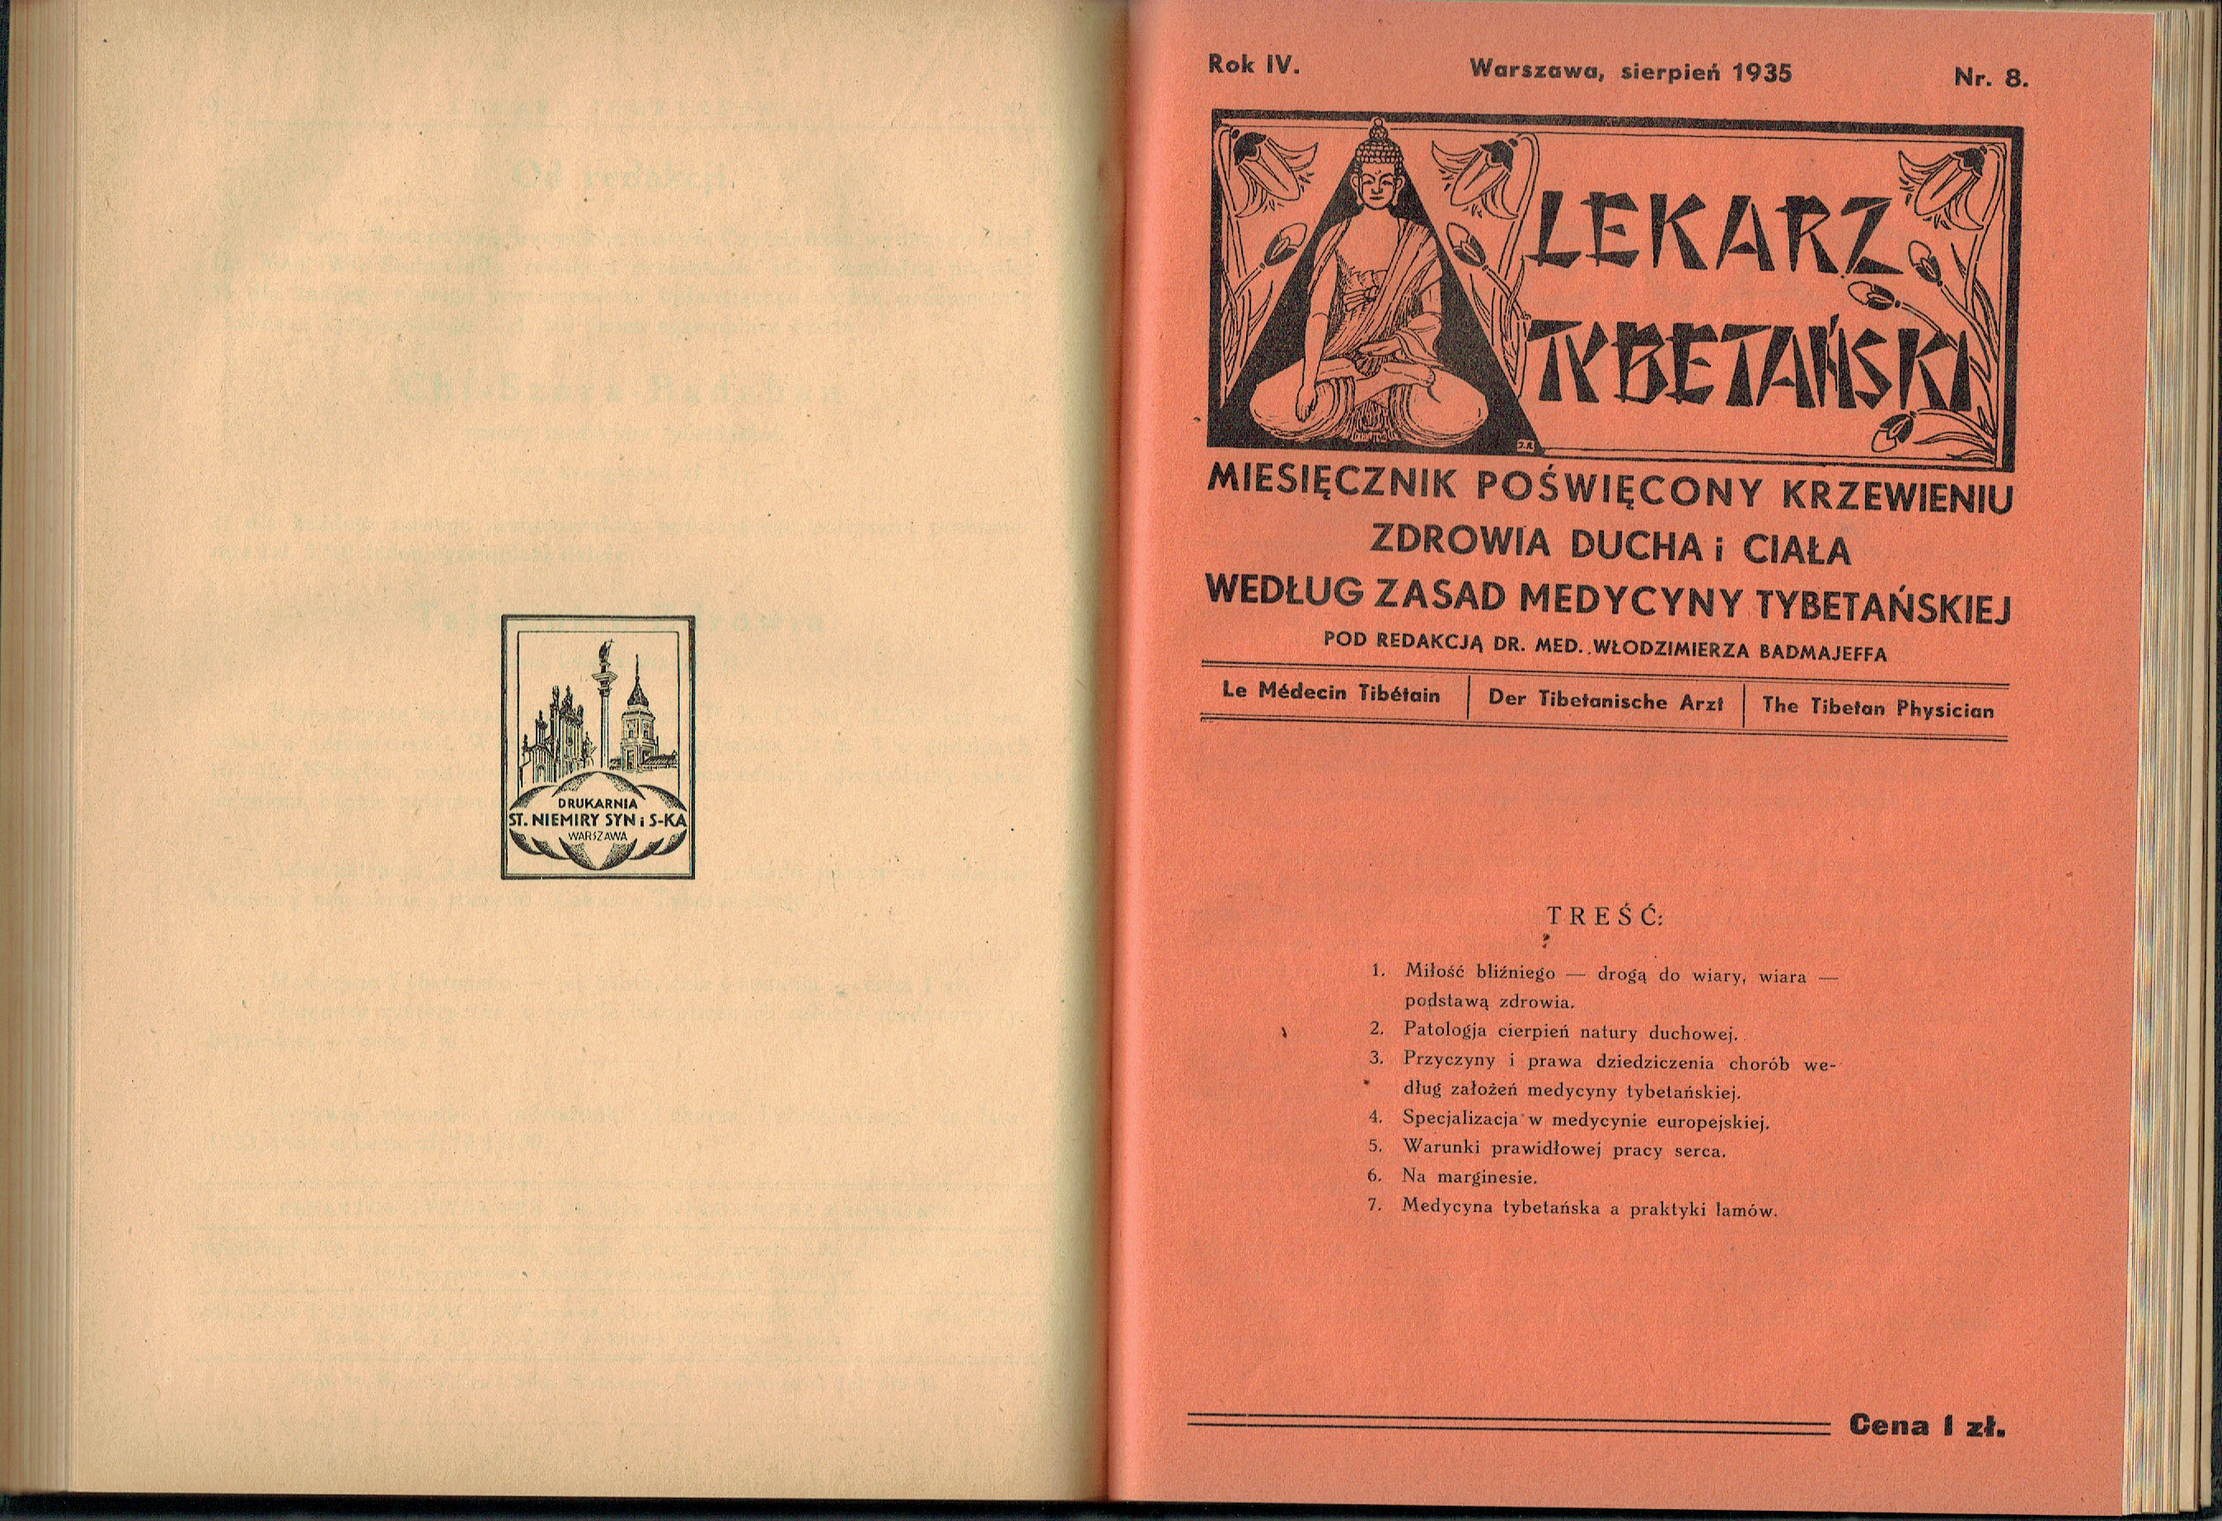 DRUKARNIA
ST. NIEMIRY SYN i S-KA
WARSZAWA
Rok IV.
Warszawa, sierpień 1935
Nr. 8.
LEKARZ
TYBETAŃSKI
MIESIĘCZNIK POŚWIĘCONY KRZEWIENIU
ZDROWIA DUCHA i CIAŁA
WEDŁUG ZASAD MEDYCYNY TYBETAŃSKIEJ
POD REDAKCJĄ DR. MED. WŁODZIMIERZA BADMAJEFFA
Le Médecin Tibétain
Der Tibetanische Arzt
The Tibetan Physician
TREŚĆ:
1. Miłość bliźniego — drogą do wiary, wiara —
podstawą zdrowia.
2. Patologja cierpień natury duchowej.
3. Przyczyny i prawa dziedziczenia chorób we-
dług założeń medycyny tybetańskiej.
4. Specjalizacja w medycynie europejskiej.
5. Warunki prawidłowej pracy serca.
6. Na marginesie.
7. Medycyna tybetańska a praktyki lamów.
Cena 1 zł.